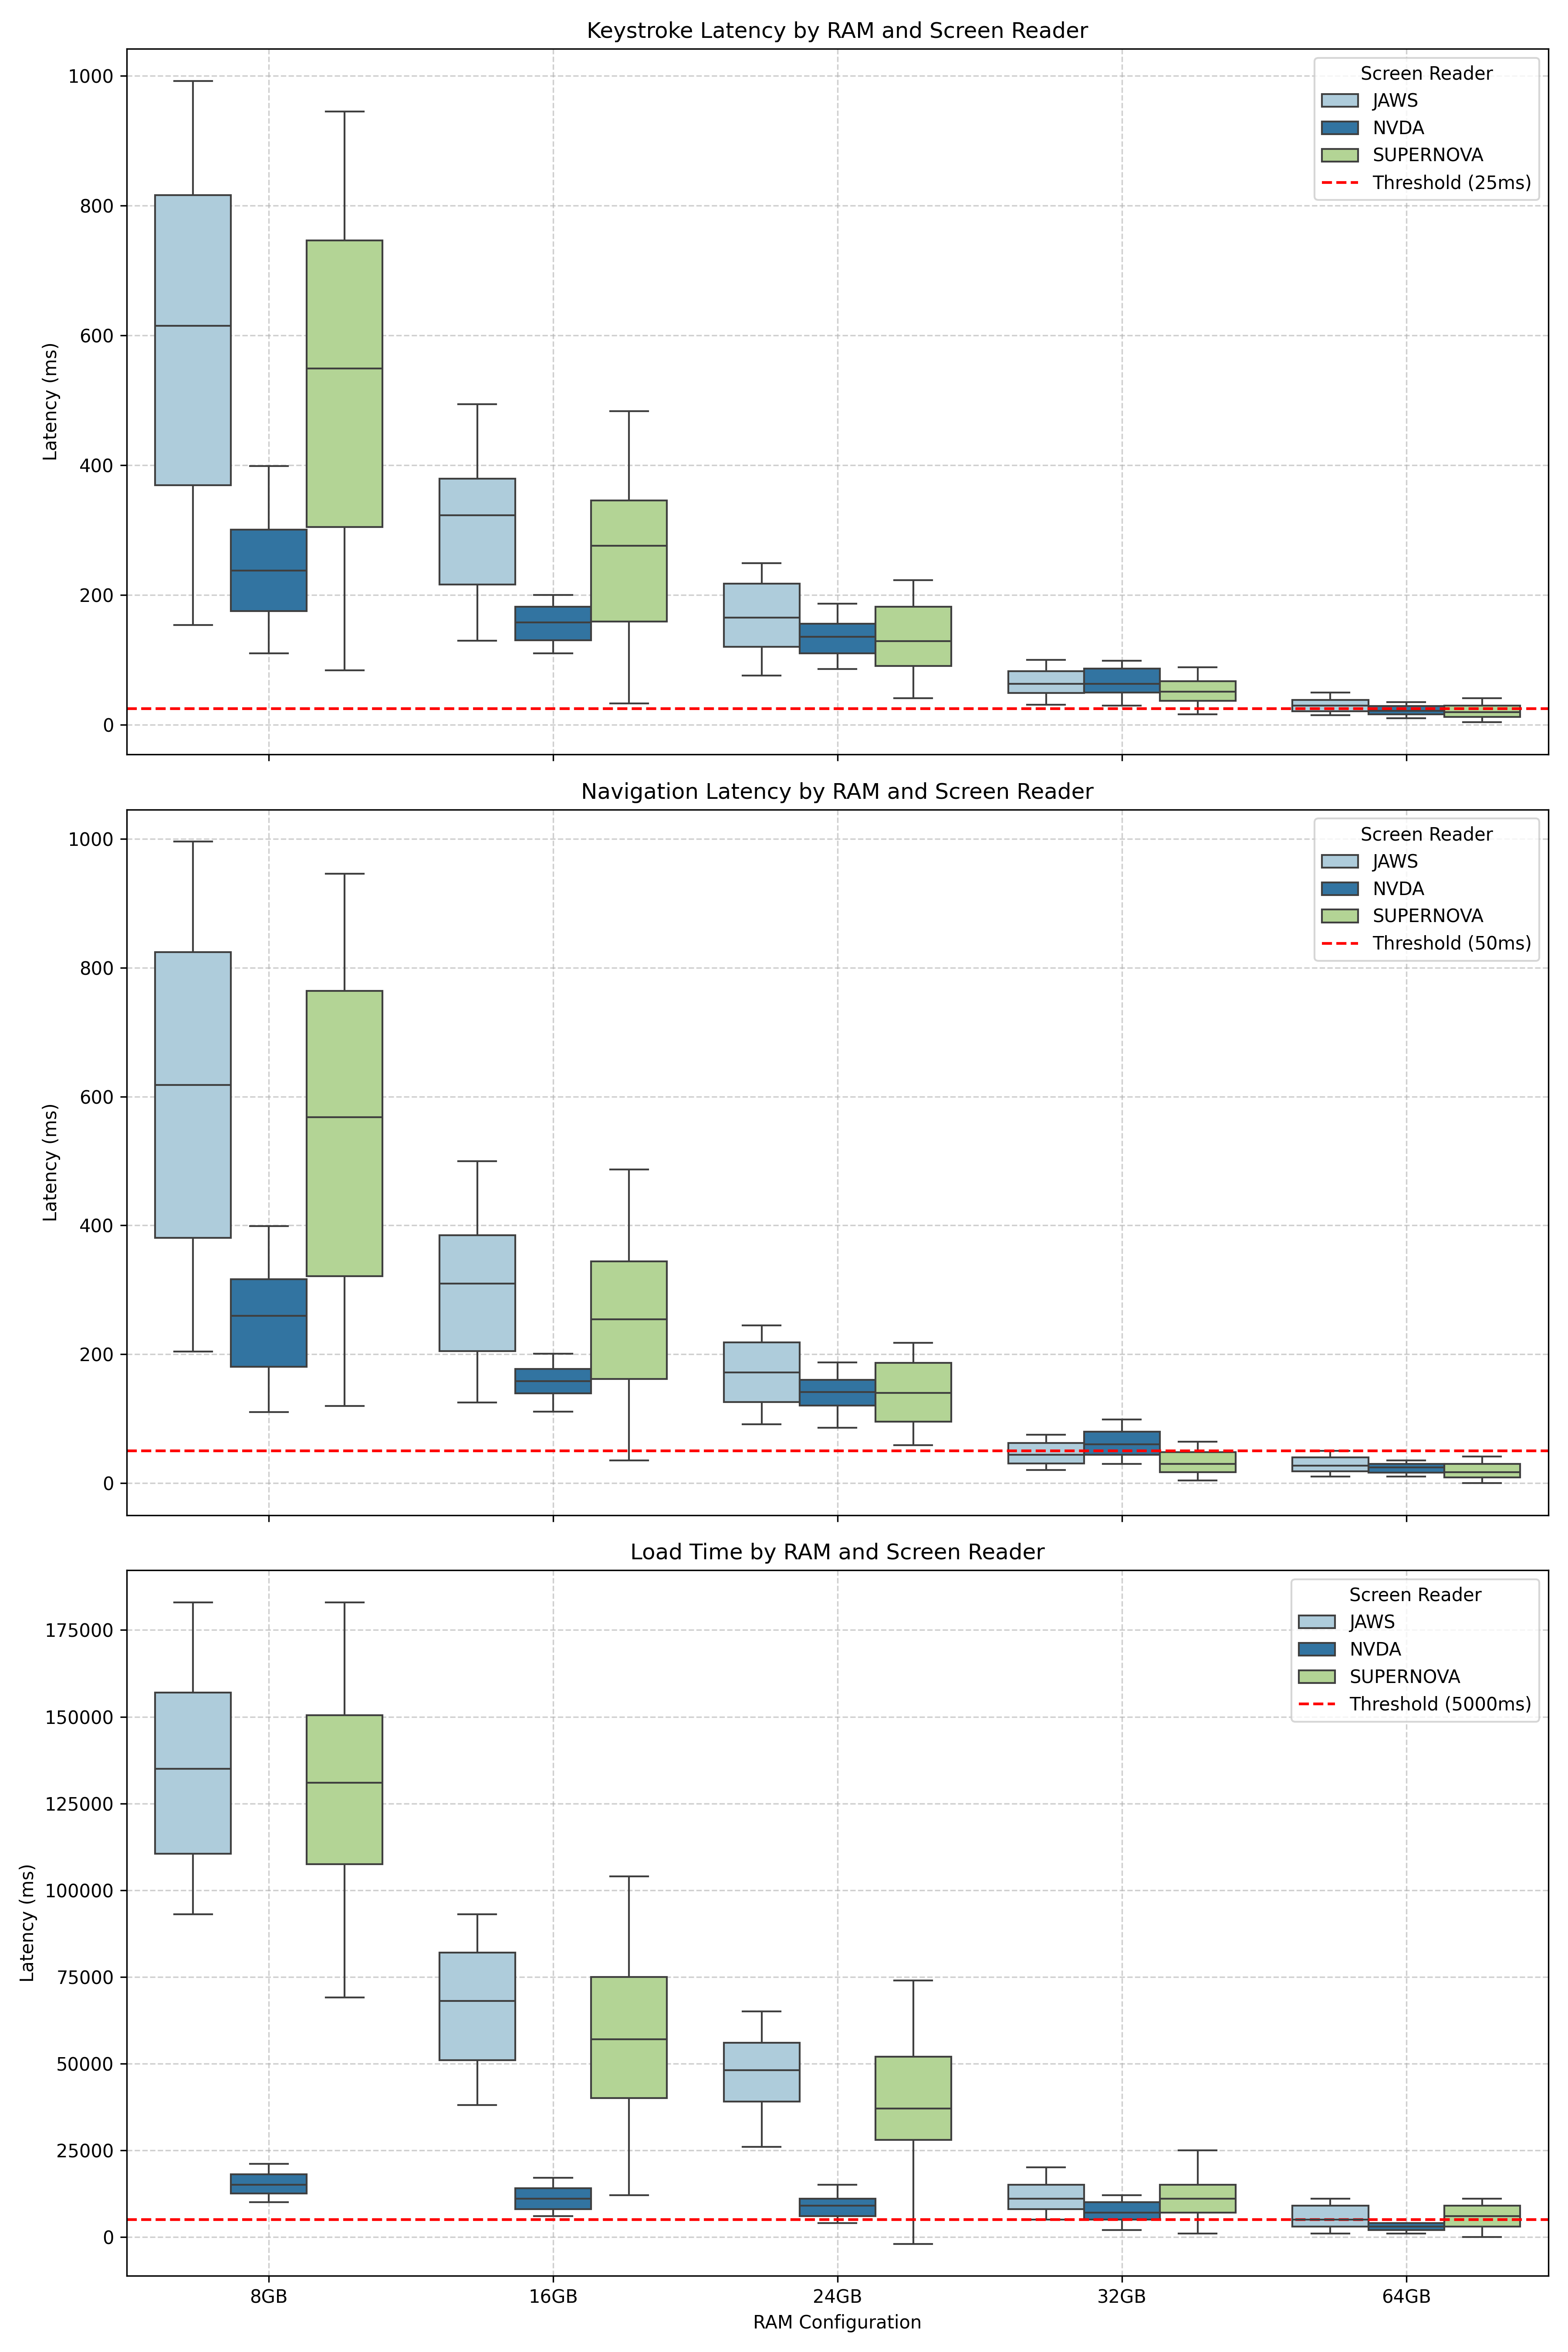 Keystroke Latency by RAM and Screen Reader
1000
800
600
400
200
0
Latency (ms)
Screen Reader
JAWS
NVDA
SUPERNOVA
Threshold (25ms)
Navigation Latency by RAM and Screen Reader
1000
800
600
400
200
0
Latency (ms)
Screen Reader
JAWS
NVDA
SUPERNOVA
Threshold (50ms)
Load Time by RAM and Screen Reader
175000
150000
125000
100000
75000
50000
25000
0
Latency (ms)
Screen Reader
JAWS
NVDA
SUPERNOVA
Threshold (5000ms)
8GB 16GB 24GB 32GB 64GB
RAM Configuration